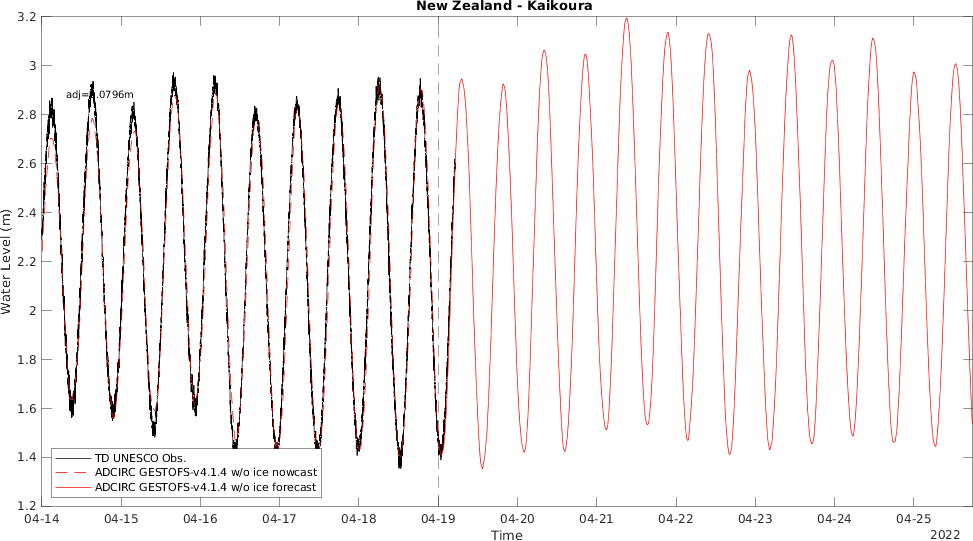 New Zealand - Kaikoura
3.2
3
2.8
2.6
2.4
2.2
2
1.8
1.6
1.4
1.2
Water Level (m)
.0796m
TD UNESCO Obs.
ADCIRC GESTOFS-v4.1.4 w/o ice nowcast
ADCIRC GESTOFS-v4.1.4 w/o ice forecast
04-14 04-15 04-16 04-17 04-18 04-19 04-20 04-21 04-22 04-23 04-24 04-25
Time
2022